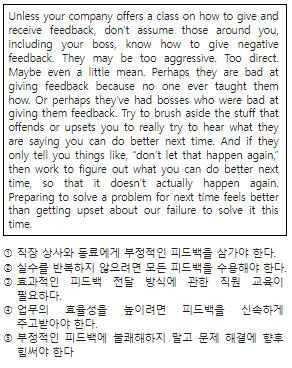 Unless your company offers a class on how to give and
receive feedback, don't assume those around you,
including your boss, know how to give negative
feedback. They may be too aggressive. Too direct.
Maybe even a little mean. Perhaps they are bad at
giving feedback because no one ever taught them
how. Or perhaps they've had bosses who were bad at
giving them feedback. Try to brush aside the stuff that
offends or upsets you to really try to hear what they
are saying you can do better next time. And if they
only tell you things like, "don't let that happen again,"
then work to figure out what you can do better next
time, so that it doesn't actually happen again.
Preparing to solve a problem for next time feels better
than getting upset about our failure to solve it this
time.
① 직장 상사와 동료에게 부정적인 피드백을 삼가야 한다.
② 실수를 반복하지 않으려면 모든 피드백을 수용해야 한다.
③ 효과적인 피드백 전달 방식에 관한 직원 교육이
필요하다.
④ 업무의 효율성을 높이려면 피드백을 신속하게
주고받아야 한다.
⑤ 부정적인 피드백에 불쾌해하지 말고 문제 해결에 향후
힘써야 한다